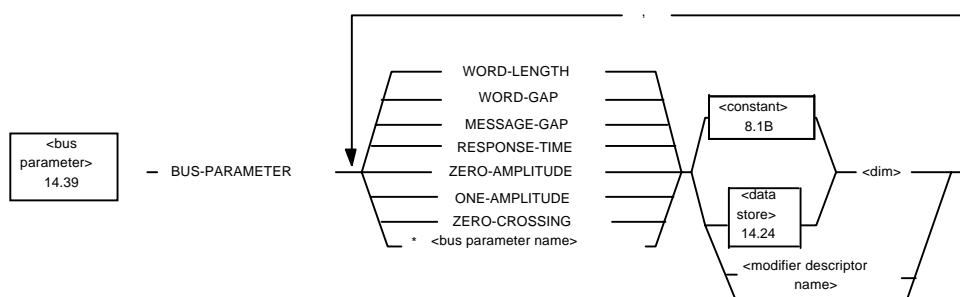 ,
<bus
parameter>
14.39
BUS-PARAMETER
WORD-LENGTH
WORD-GAP
MESSAGE-GAP
RESPONSE-TIME
ZERO-AMPLITUDE
ONE-AMPLITUDE
ZERO-CROSSING
* <bus parameter name>
<constant>
8.1B
<data
store>
14.24
<dim>
<modifier descriptor
name>